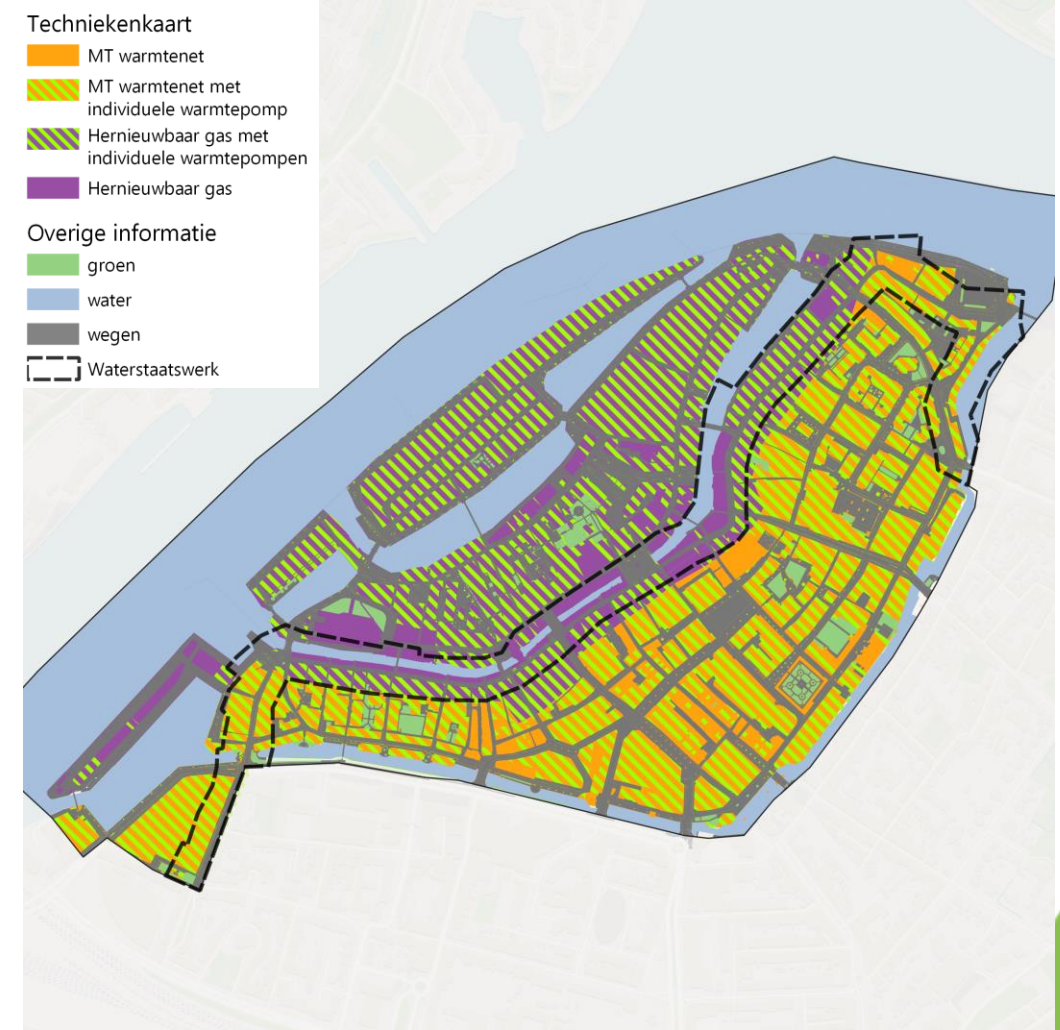 Techniekenkaart
MT warmtenet
MT warmtenet met
individuele warmtepomp
Hernieuwbaar gas met
individuele warmtepompen
Hernieuwbaar gas
Overige informatie
groen
water
wegen
Waterstaatswerk